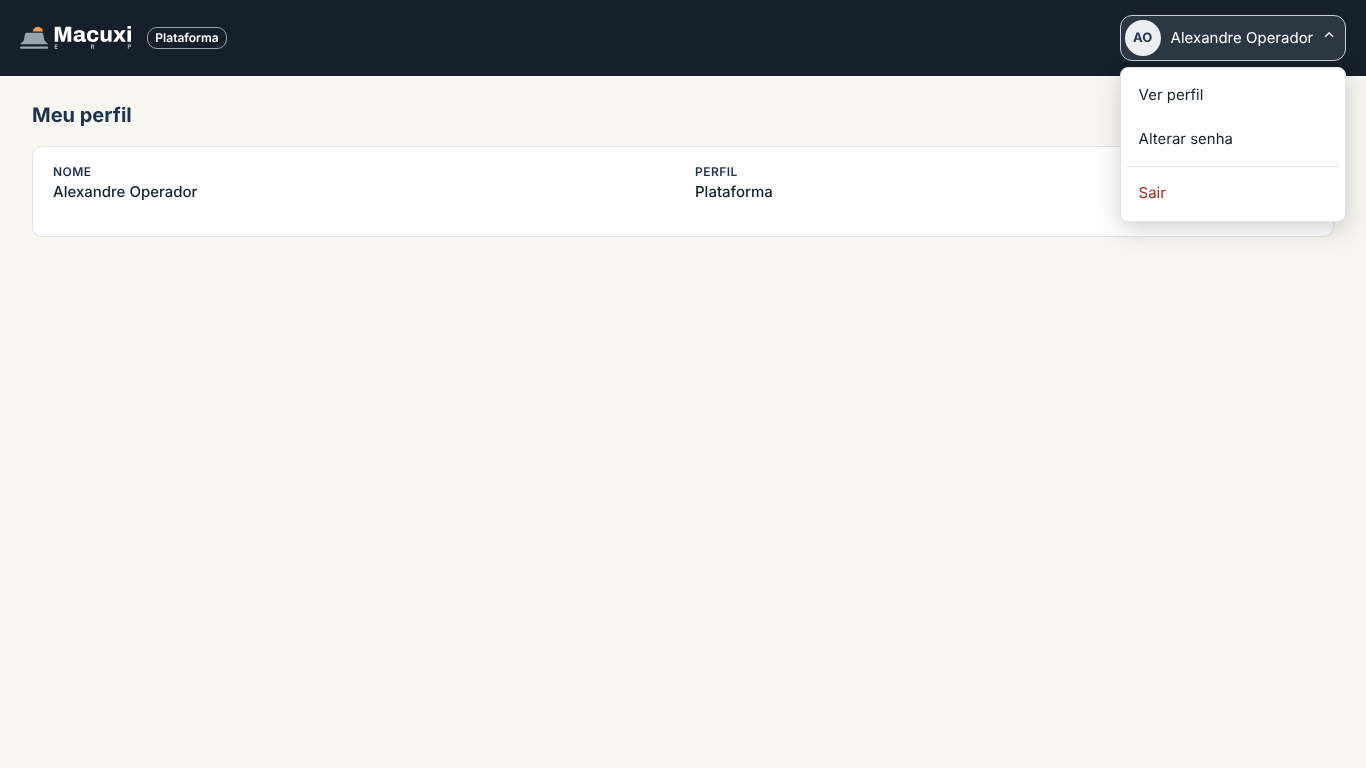 Macuxi
E R P
Plataforma
AO
Alexandre Operador
Ver perfil
Alterar senha
Sair
Meu perfil
NOME
Alexandre Operador
PERFIL
Plataforma